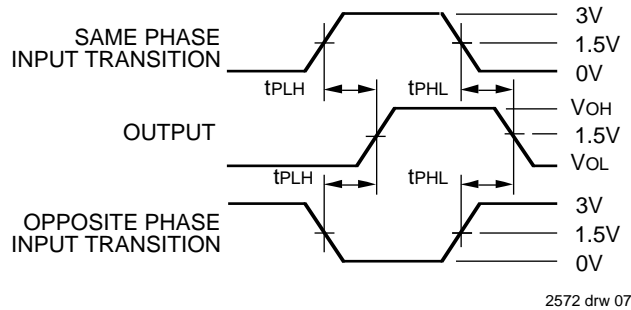 SAME PHASE
INPUT TRANSITION
3V
1.5V
0V
tPLH
tPHL
OUTPUT
VOH
1.5V
VOL
tPLH
tPHL
OPPOSITE PHASE
INPUT TRANSITION
3V
1.5V
0V
2572 drw 07